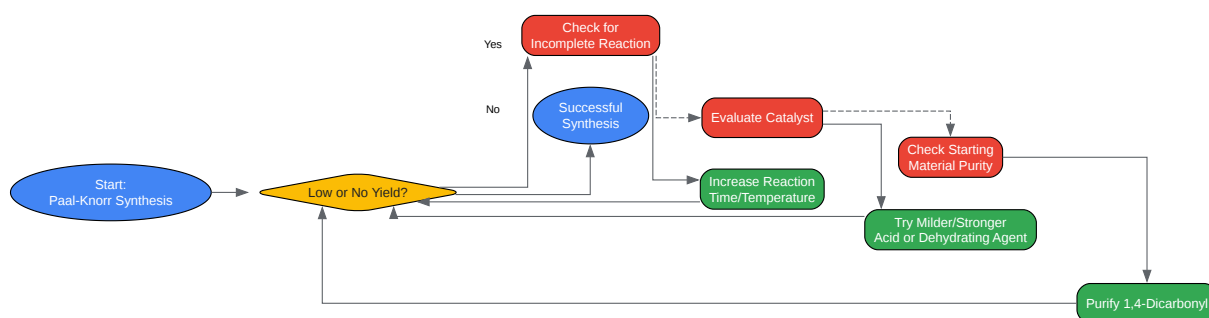 Check for
Incomplete Reaction
Yes
No
Successful
Synthesis
Evaluate Catalyst
Check Starting
Material Purity
Start:
Paal-Knorr Synthesis
Low or No Yield?
Increase Reaction
Time/Temperature
Try Milder/Stronger
Acid or Dehydrating Agent
Purify 1,4-Dicarbonyl